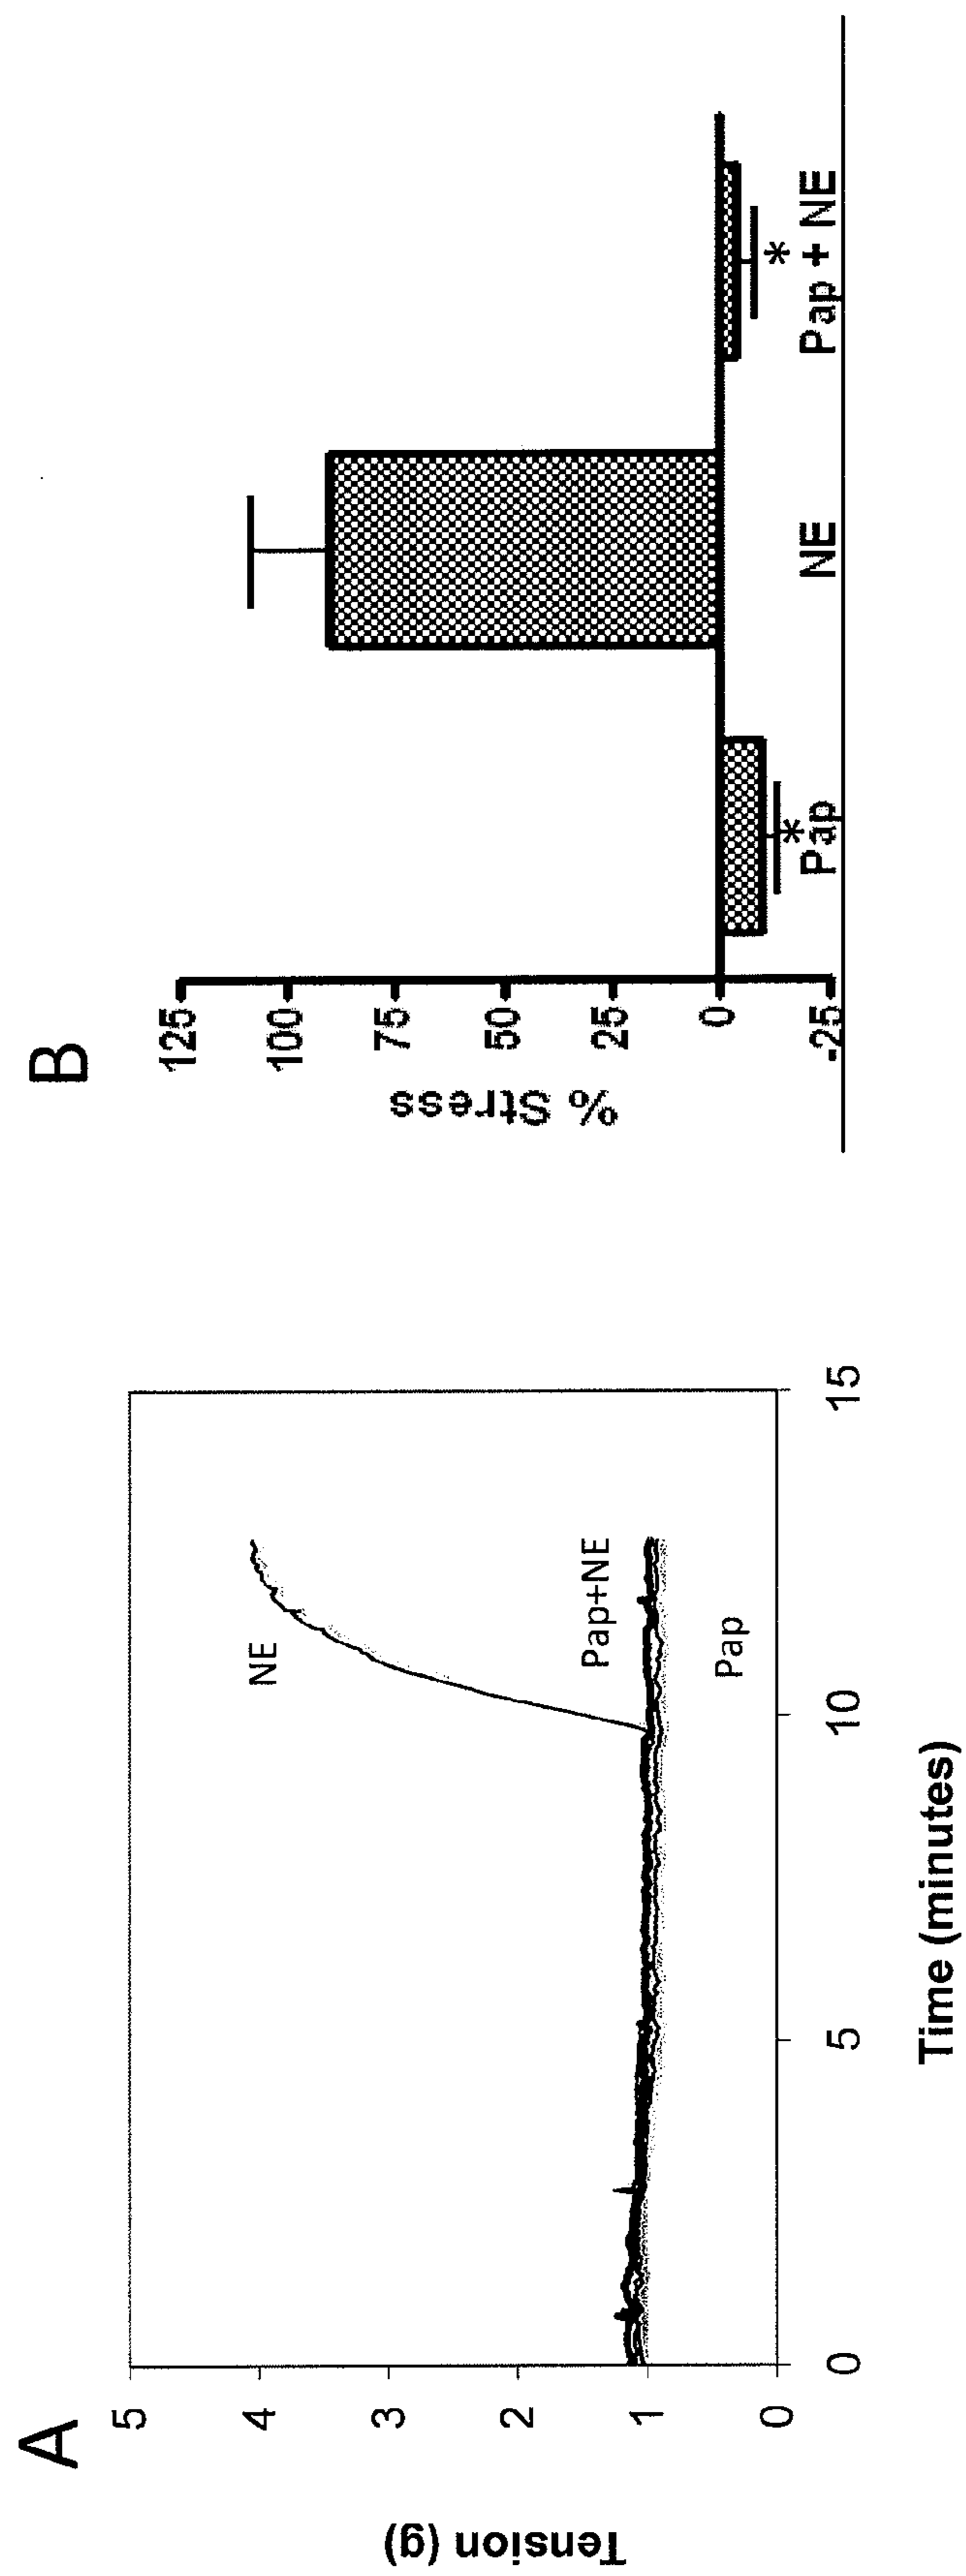 A
Tension (g)
5
4
3
2
1
0
NE
Pap+NE
Pap
0
5
10
15
Time (minutes)
B
% Stress
125
100
75
50
25
0
-25
*
*
Pap
NE
Pap + NE